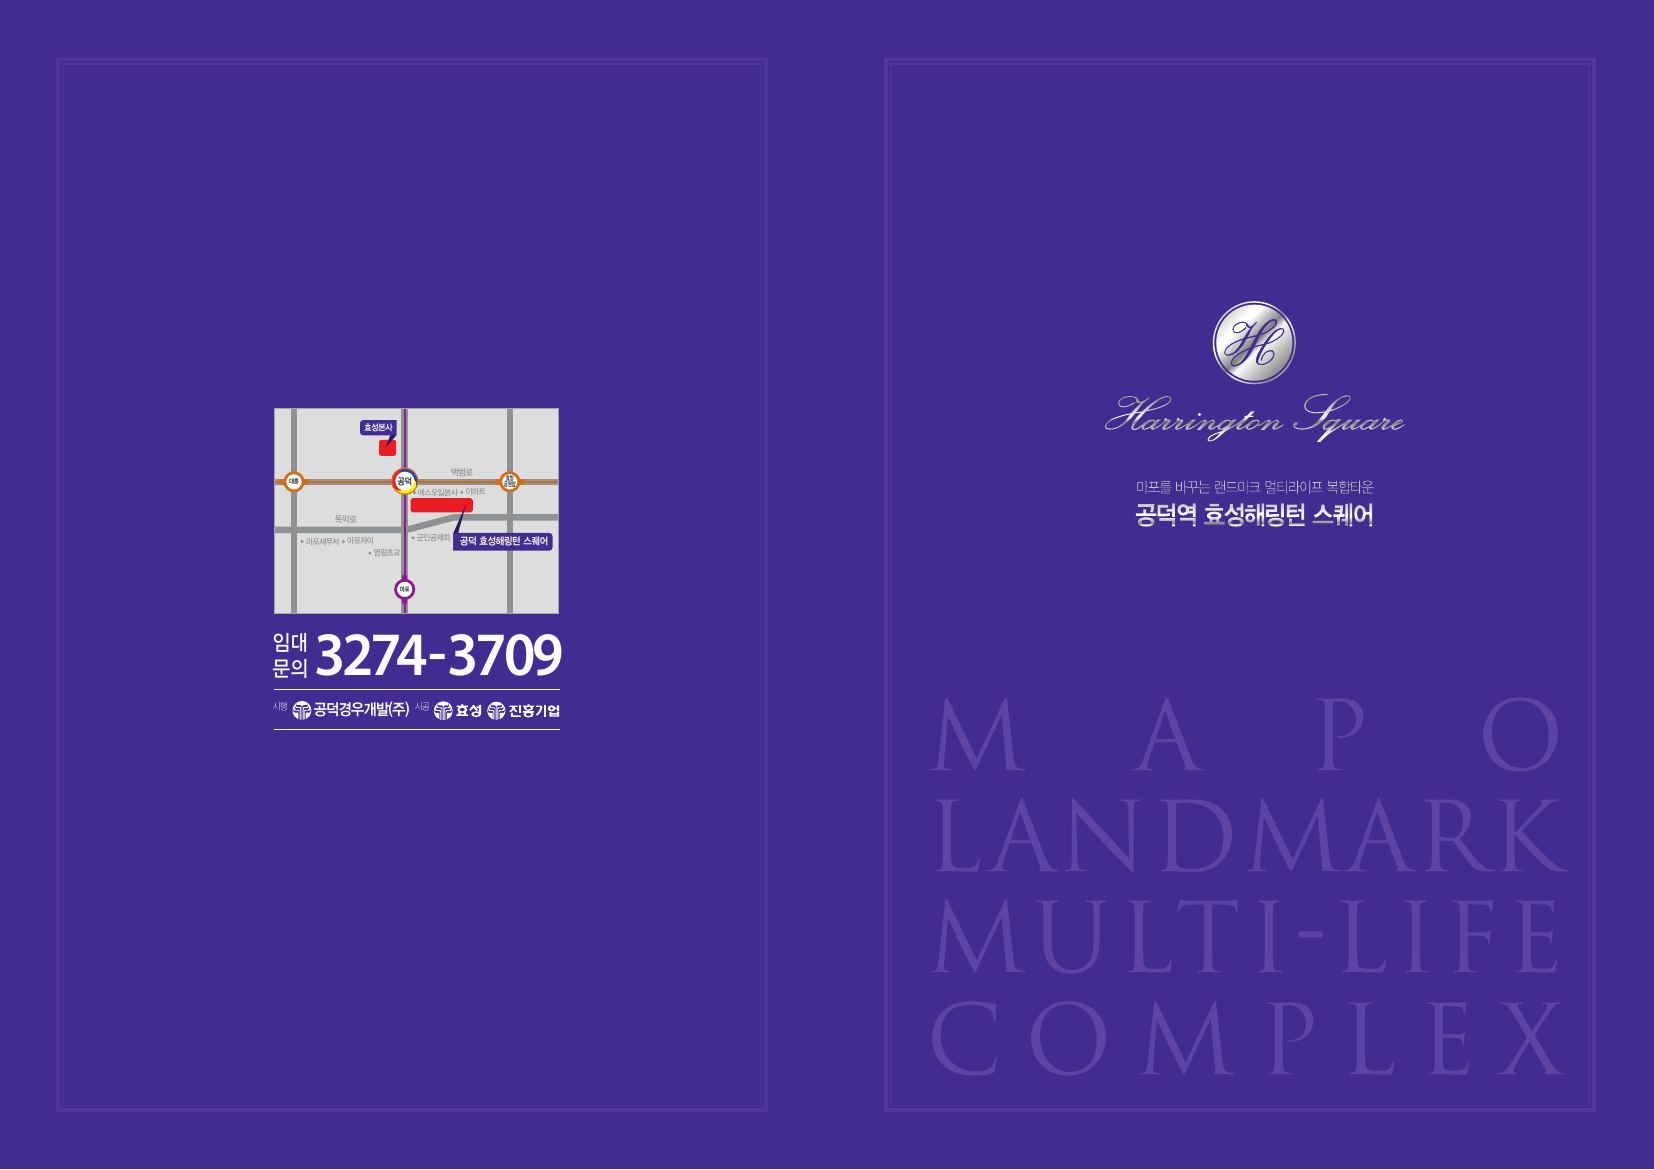 효성본사
백범로
대흥
공덕
에스오일본사
이마트
독막로
마포세무서
마포자이
염림초교
군인공제회
공덕 효성해링턴 스퀘어
마포
임대
문의 3274-3709
시행 공덕경우개발(주) 시공 효성 진흥기업
H
Harrington Square
마포를 바꾸는 랜드마크 멀티라이프 복합타운
공덕역 효성해링턴 스퀘어
MAPO
LANDMARK
MULTI-LIFE
COMPLEX